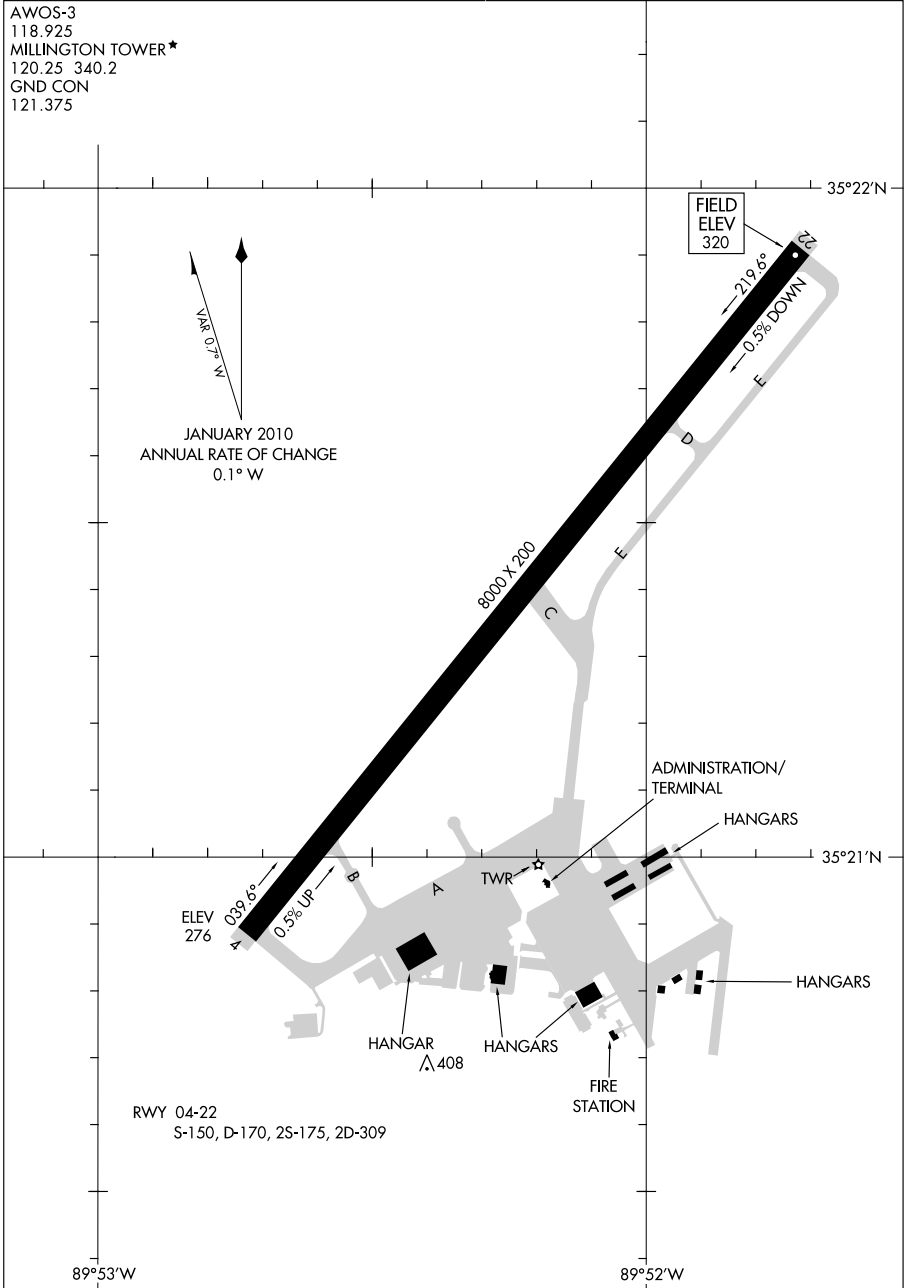 AWOS-3
118.925
MILLINGTON TOWER★
120.25 340.2
GND CON
121.375
35°22'N
FIELD
ELEV
320
22
219.6°
0.5% DOWN
VAR 0.7° W
JANUARY 2010
ANNUAL RATE OF CHANGE
0.1° W
E
D
E
8000 X 200
C
ADMINISTRATION/
TERMINAL
HANGARS
35°21'N
TWR
B
A
039.6°
0.5% UP
ELEV
276
4
HANGARS
HANGAR
HANGARS
408
FIRE
STATION
RWY 04-22
S-150, D-170, 2S-175, 2D-309
89°53'W
89°52'W